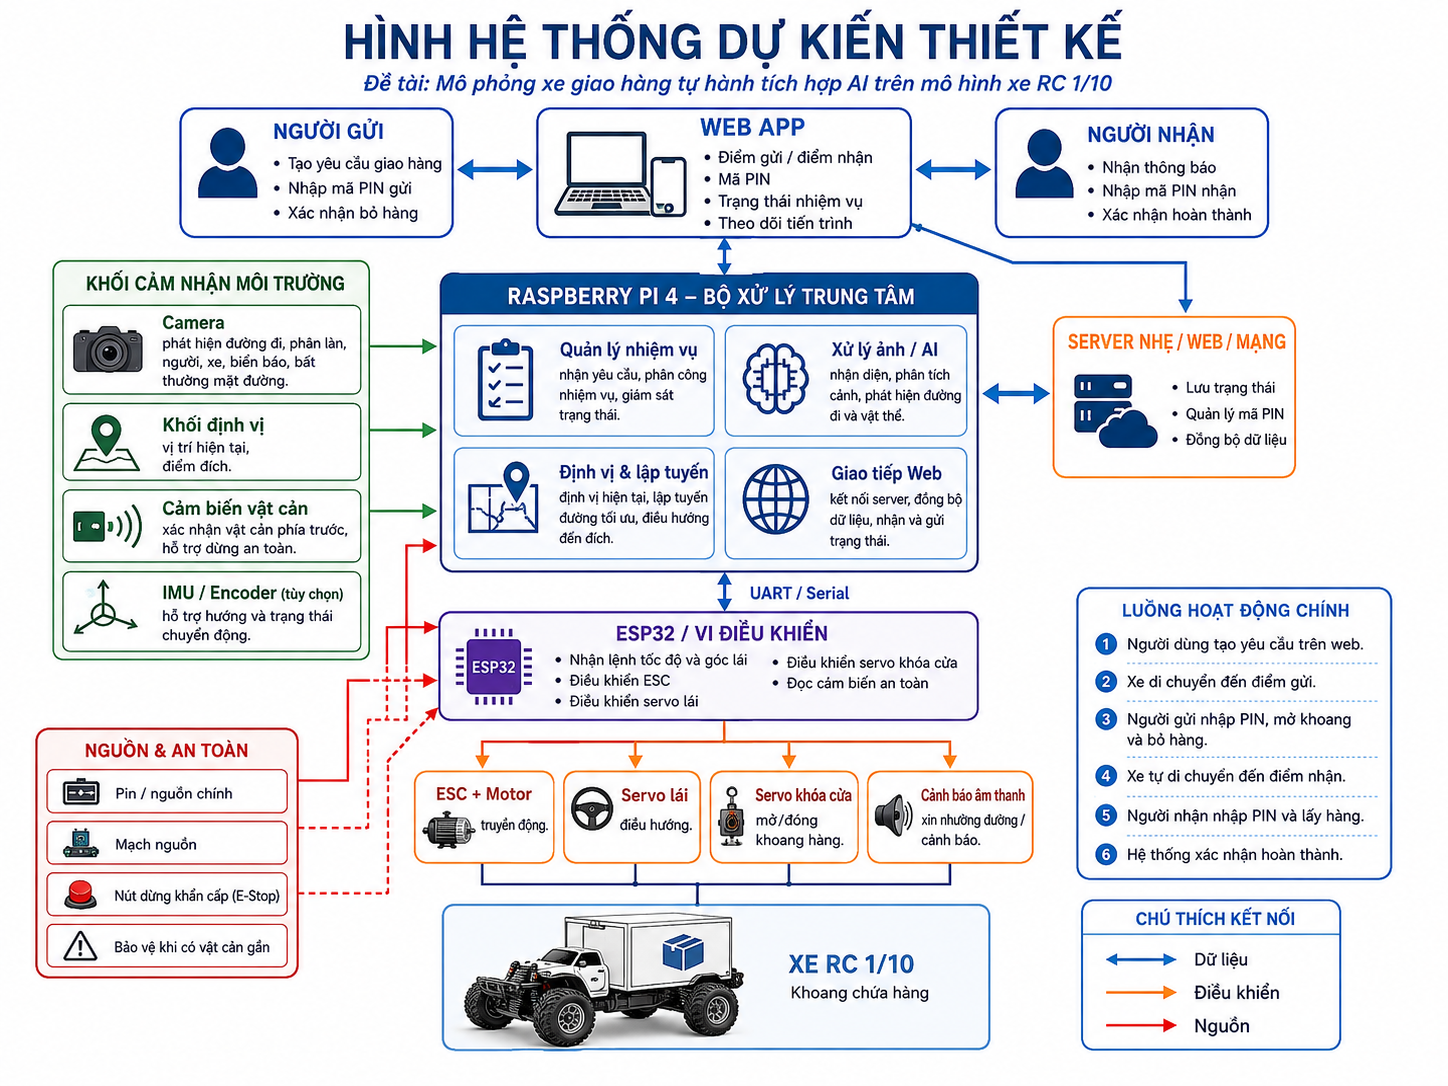 HÌNH HỆ THỐNG DỰ KIẾN THIẾT KẾ
Đề tài: Mô phỏng xe giao hàng tự hành tích hợp AI trên mô hình xe RC 1/10
NGƯỜI GỬI
• Tạo yêu cầu giao hàng
• Nhập mã PIN gửi
• Xác nhận bỏ hàng
WEB APP
• Điểm gửi / điểm nhận
• Mã PIN
• Trạng thái nhiệm vụ
• Theo dõi tiến trình
NGƯỜI NHẬN
• Nhận thông báo
• Nhập mã PIN nhận
• Xác nhận hoàn thành
KHỐI CẢM NHẬN MÔI TRƯỜNG
Camera
phát hiện đường đi, phân làn,
người, xe, biển báo, bất
thường mặt đường.
Khối định vị
vị trí hiện tại,
điểm đích.
Cảm biến vật cản
xác nhận vật cản phía trước,
hỗ trợ dừng an toàn.
IMU / Encoder (tùy chọn)
hỗ trợ hướng và trạng thái
chuyển động.
RASPBERRY PI 4 – BỘ XỬ LÝ TRUNG TÂM
Quản lý nhiệm vụ
nhận yêu cầu, phân công
nhiệm vụ, giám sát
trạng thái.
Xử lý ảnh / AI
nhận diện, phân tích
cảnh, phát hiện đường
đi và vật thể.
Định vị & lập tuyến
định vị hiện tại, lập tuyến
đường tối ưu, điều hướng
đến đích.
Giao tiếp Web
kết nối server, đồng bộ
dữ liệu, nhận và gửi
trạng thái.
SERVER NHẸ / WEB / MẠNG
• Lưu trạng thái
• Quản lý mã PIN
• Đồng bộ dữ liệu
UART / Serial
ESP32 / VI ĐIỀU KHIỂN
ESP32
• Nhận lệnh tốc độ và góc lái
• Điều khiển ESC
• Điều khiển servo lái
• Điều khiển servo khóa cửa
• Đọc cảm biến an toàn
NGUỒN & AN TOÀN
Pin / nguồn chính
Mạch nguồn
Nút dừng khẩn cấp (E-Stop)
Bảo vệ khi có vật cản gần
ESC + Motor
truyền động.
Servo lái
điều hướng.
Servo khóa cửa
mở/đóng
khoang hàng.
Cảnh báo âm thanh
xin nhường đường /
cảnh báo.
XE RC 1/10
Khoang chứa hàng
LUỒNG HOẠT ĐỘNG CHÍNH
1 Người dùng tạo yêu cầu trên web.
2 Xe di chuyển đến điểm gửi.
3 Người gửi nhập PIN, mở khoang
và bỏ hàng.
4 Xe tự di chuyển đến điểm nhận.
5 Người nhận nhập PIN và lấy hàng.
6 Hệ thống xác nhận hoàn thành.
CHÚ THÍCH KẾT NỐI
Dữ liệu
Điều khiển
Nguồn